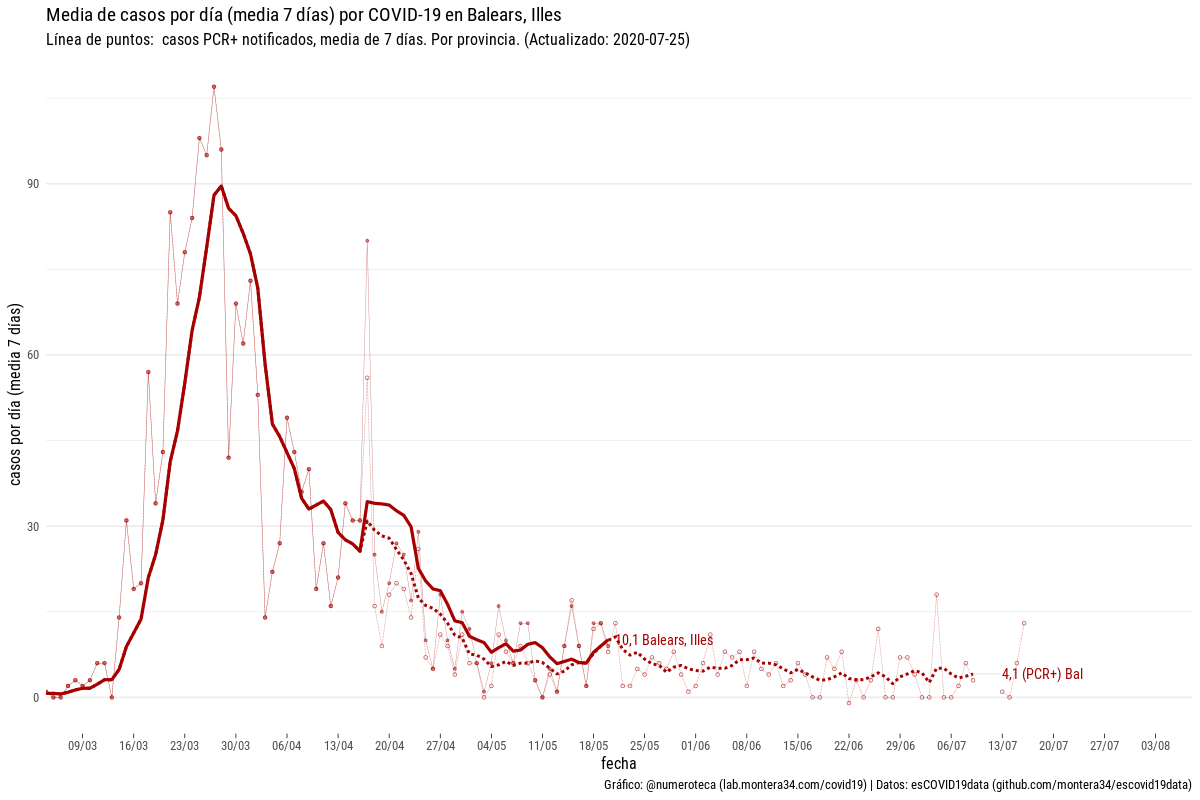 Media de casos por día (media 7 días) por COVID-19 en Balears, Illes
Línea de puntos:  casos PCR+ notificados, media de 7 días. Por provincia. (Actualizado: 2020-07-25)
casos por día (media 7 días)
90
60
30
0
10,1 Balears, Illes
4,1 (PCR+) Bal
09/03 16/03 23/03 30/03 06/04 13/04 20/04 27/04 04/05 11/05 18/05 25/05 01/06 08/06 15/06 22/06 29/06 06/07 13/07 20/07 27/07 03/08
fecha
Gráfico: @numeroteca (lab.montera34.com/covid19) | Datos: esCOVID19data (github.com/montera34/escovid19data)